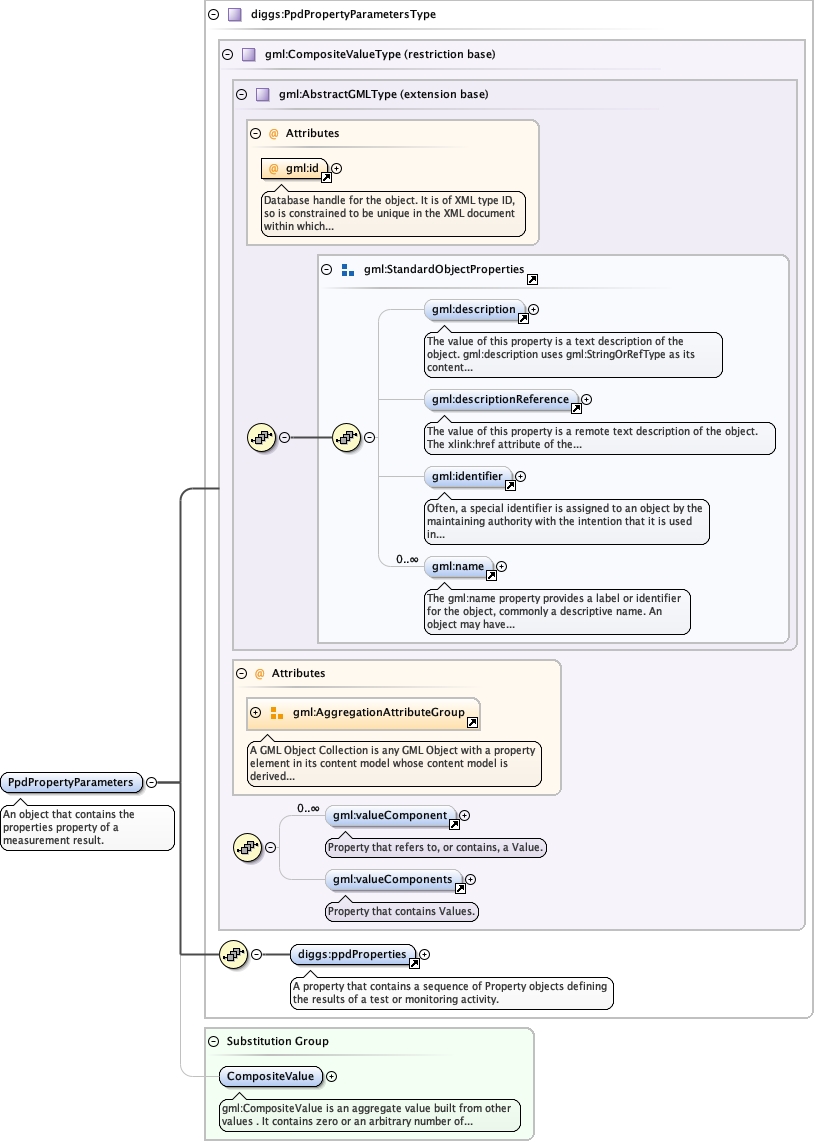 diggs:PpdPropertyParametersType
gml:CompositeValueType (restriction base)
gml:AbstractGMLType (extension base)
@ Attributes
@ gml:id
Database handle for the object. It is of XML type ID,
so is constrained to be unique in the XML document
within which...
gml:StandardObjectProperties
gml:description
The value of this property is a text description of the
object. gml:description uses gml:StringOrRefType as its
content...
gml:descriptionReference
The value of this property is a remote text description of the object.
The xlink:href attribute of the...
gml:identifier
Often, a special identifier is assigned to an object by the
maintaining authority with the intention that it is used
in...
0..∞
gml:name
The gml:name property provides a label or identifier
for the object, commonly a descriptive name. An
object may have...
@ Attributes
gml:AggregationAttributeGroup
A GML Object Collection is any GML Object with a property
element in its content model whose content model is
derived...
PpdPropertyParameters
An object that contains the
properties property of a
measurement result.
0..∞
gml:valueComponent
Property that refers to, or contains, a Value.
gml:valueComponents
Property that contains Values.
diggs:ppdProperties
A property that contains a sequence of Property objects defining
the results of a test or monitoring activity.
Substitution Group
CompositeValue
gml:CompositeValue is an aggregate value built from other
values . It contains zero or an arbitrary number of...